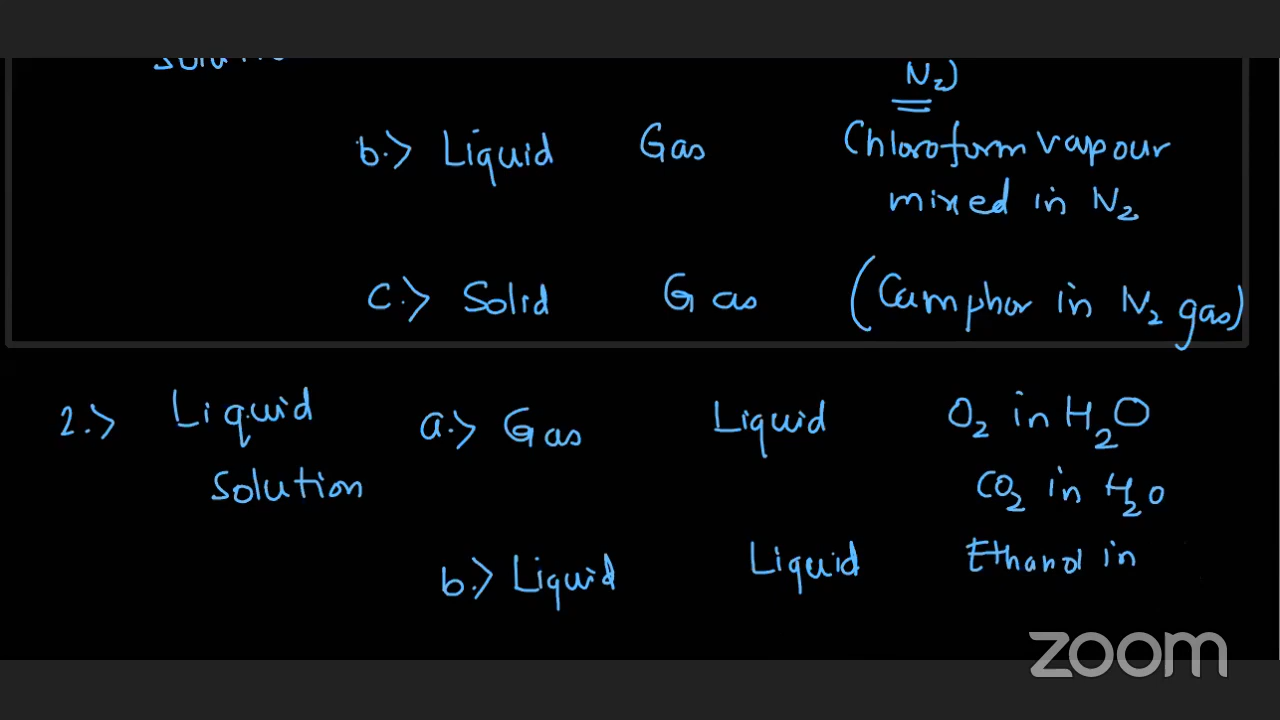 N₂)
b.) Liquid Gas Chloroform vapour
mixed in N₂
c.) Solid Gas (Camphor in N₂ gas)
2.) Liquid a.) Gas Liquid O₂ in H₂O
Solution CO₂ in H₂O
b.) Liquid Liquid Ethanol in
zoom